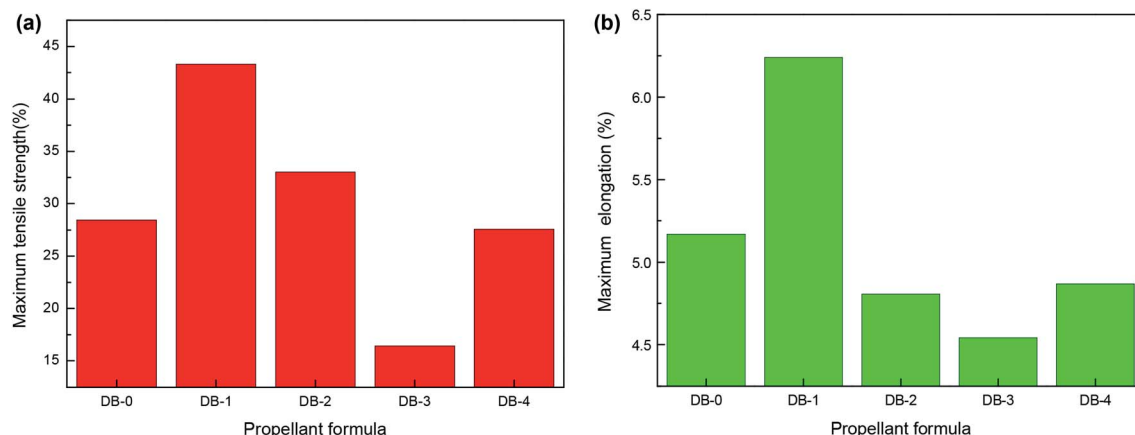 (a)
Maximum tensile strength(%)
45
40
35
30
25
20
15
DB-0 DB-1 DB-2 DB-3 DB-4
Propellant formula
(b)
Maximum elongation (%)
6.5
6.0
5.5
5.0
4.5
DB-0 DB-1 DB-2 DB-3 DB-4
Propellant formula